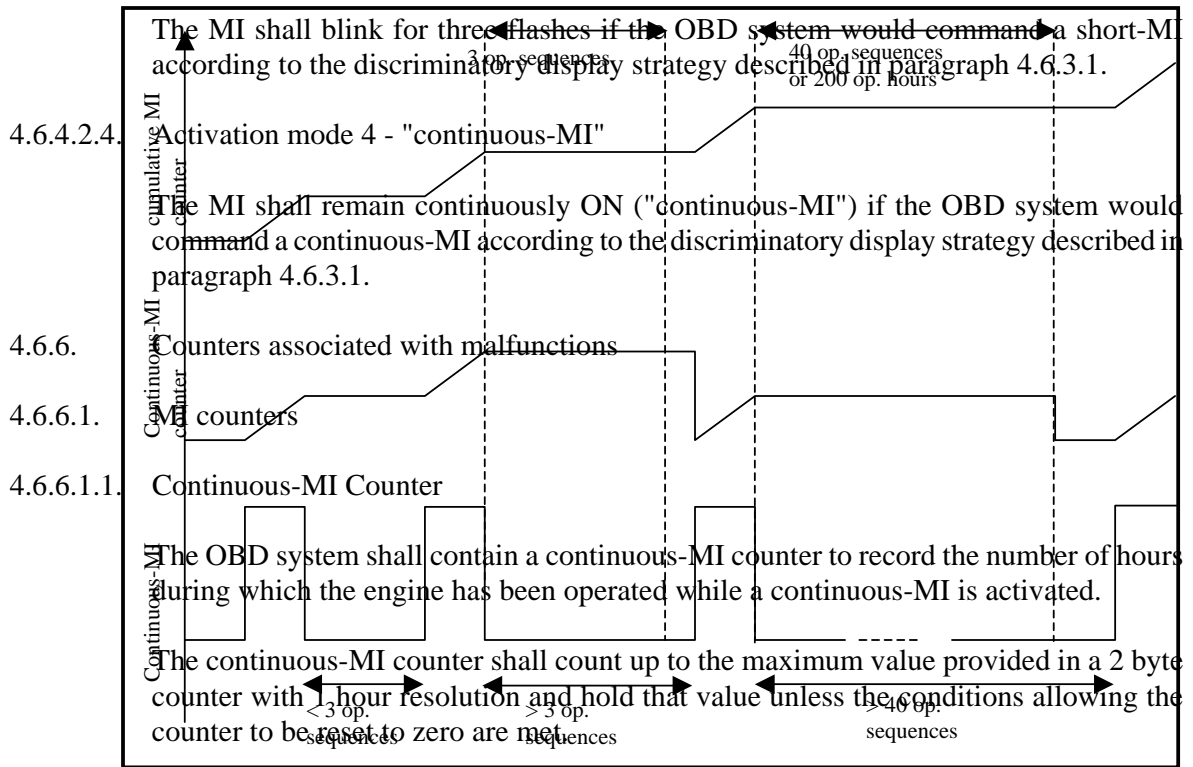 The MI shall blink for three flashes if the OBD system would command a short-MI
according to the discriminatory display strategy described in paragraph 4.6.3.1.
3 op. sequences
40 op. sequences
or 200 op. hours
4.6.4.2.4. Activation mode 4 - "continuous-MI"
cumulative MI
counter
The MI shall remain continuously ON ("continuous-MI") if the OBD system would
command a continuous-MI according to the discriminatory display strategy described in
paragraph 4.6.3.1.
Continuous-MI
counter
4.6.6. Counters associated with malfunctions
4.6.6.1. MI counters
4.6.6.1.1. Continuous-MI Counter
Continuous-MI
The OBD system shall contain a continuous-MI counter to record the number of hours
during which the engine has been operated while a continuous-MI is activated.
The continuous-MI counter shall count up to the maximum value provided in a 2 byte
counter with 1 hour resolution and hold that value unless the conditions allowing the
counter to be reset to zero are met.
< 3 op.
sequences
> 3 op.
sequences
> 40 op.
sequences